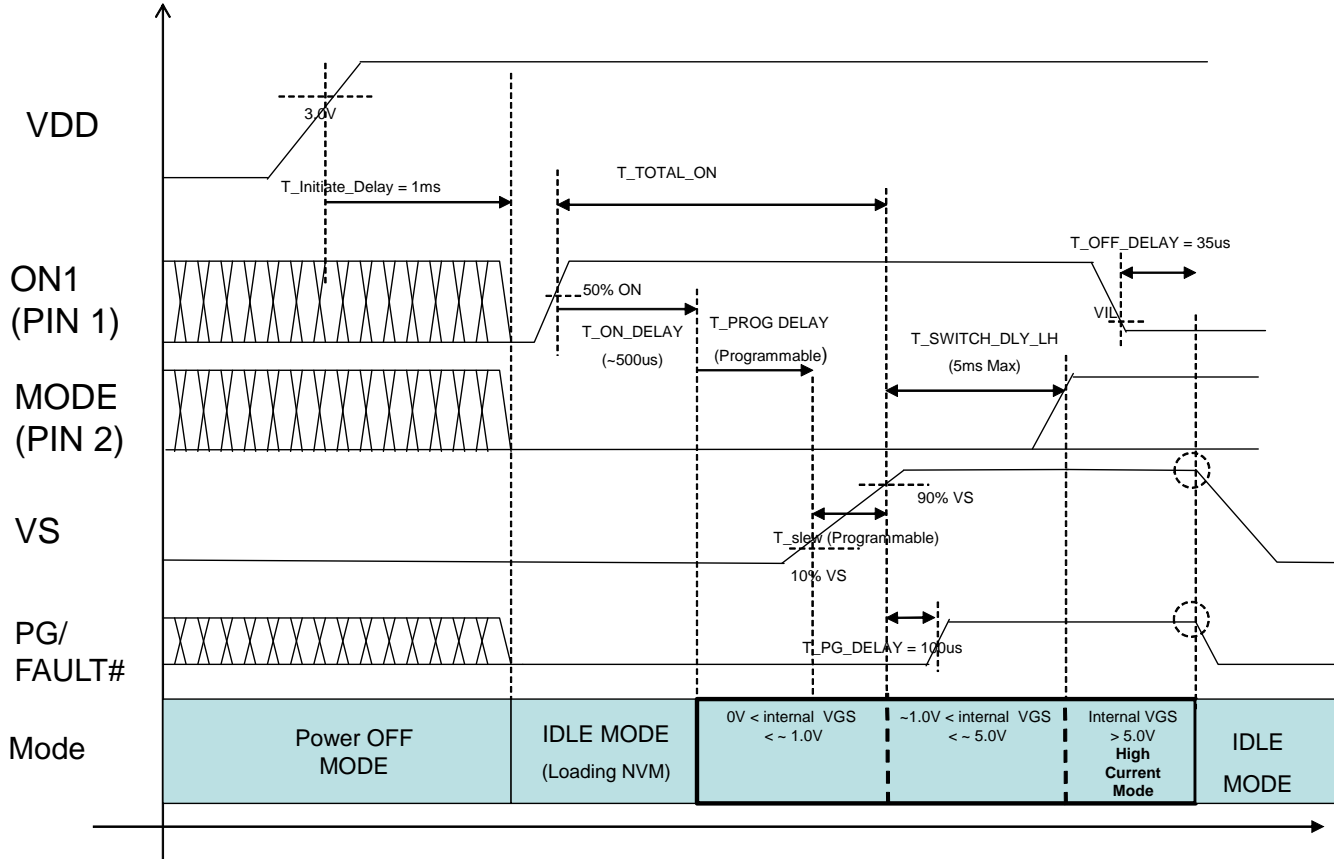 VDD
3.0V
T_Initiate_Delay = 1ms
T_TOTAL_ON
T_OFF_DELAY = 35us
ON1
(PIN 1)
50% ON
T_ON_DELAY
(~500us)
T_PROG DELAY
(Programmable)
VIL
T_SWITCH_DLY_LH
(5ms Max)
MODE
(PIN 2)
VS
90% VS
T_slew (Programmable)
10% VS
PG/
FAULT#
T_PG_DELAY = 100us
Mode
Power OFF
MODE
IDLE MODE
(Loading NVM)
0V < internal VGS
< ~ 1.0V
~1.0V < internal VGS
< ~ 5.0V
Internal VGS
> 5.0V
High
Current
Mode
IDLE
MODE